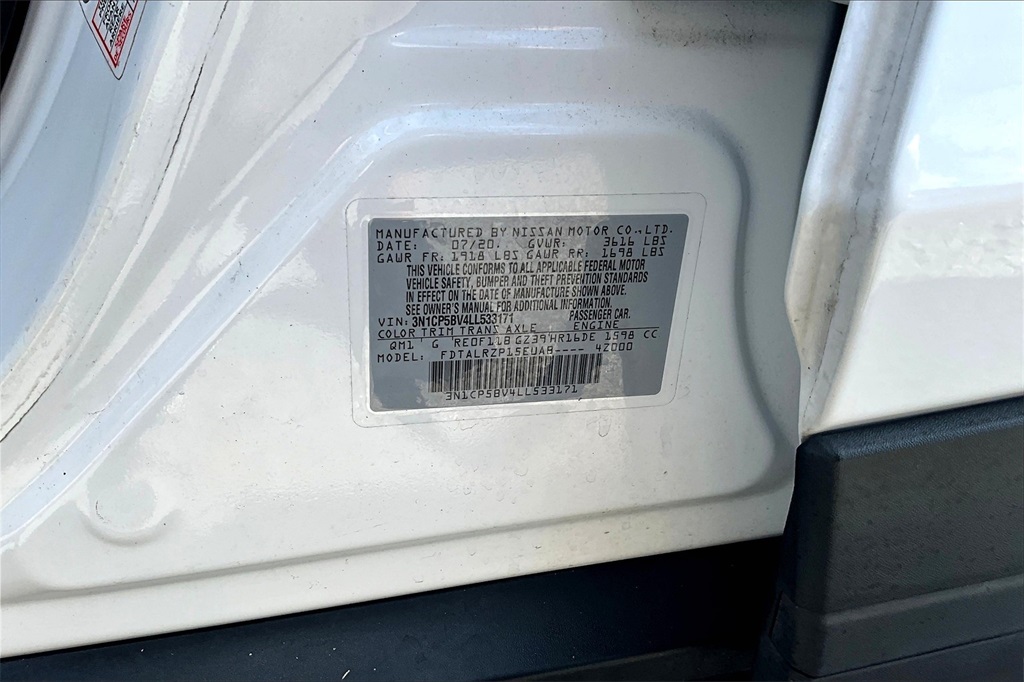 MANUFACTURED BY NISSAN MOTOR CO.,LTD.
DATE: 07/20 GVWR: 3616 LBS
GAWR FR: 1918 LBS GAWR RR: 1698 LBS
THIS VEHICLE CONFORMS TO ALL APPLICABLE FEDERAL MOTOR
VEHICLE SAFETY, BUMPER AND THEFT PREVENTION STANDARDS
IN EFFECT ON THE DATE OF MANUFACTURE SHOWN ABOVE.
SEE OWNER'S MANUAL FOR ADDITIONAL INFORMATION.
VIN: 3N1CP5BV4LL533171 PASSENGER CAR.
COLOR TRIM TRANS AXLE ENGINE
QM1 G RE0F11B GZ39 HR16DE 1598 CC
MODEL: FDTALRZP15EUAB---- 4Z000
3N1CP5BV4LL533171